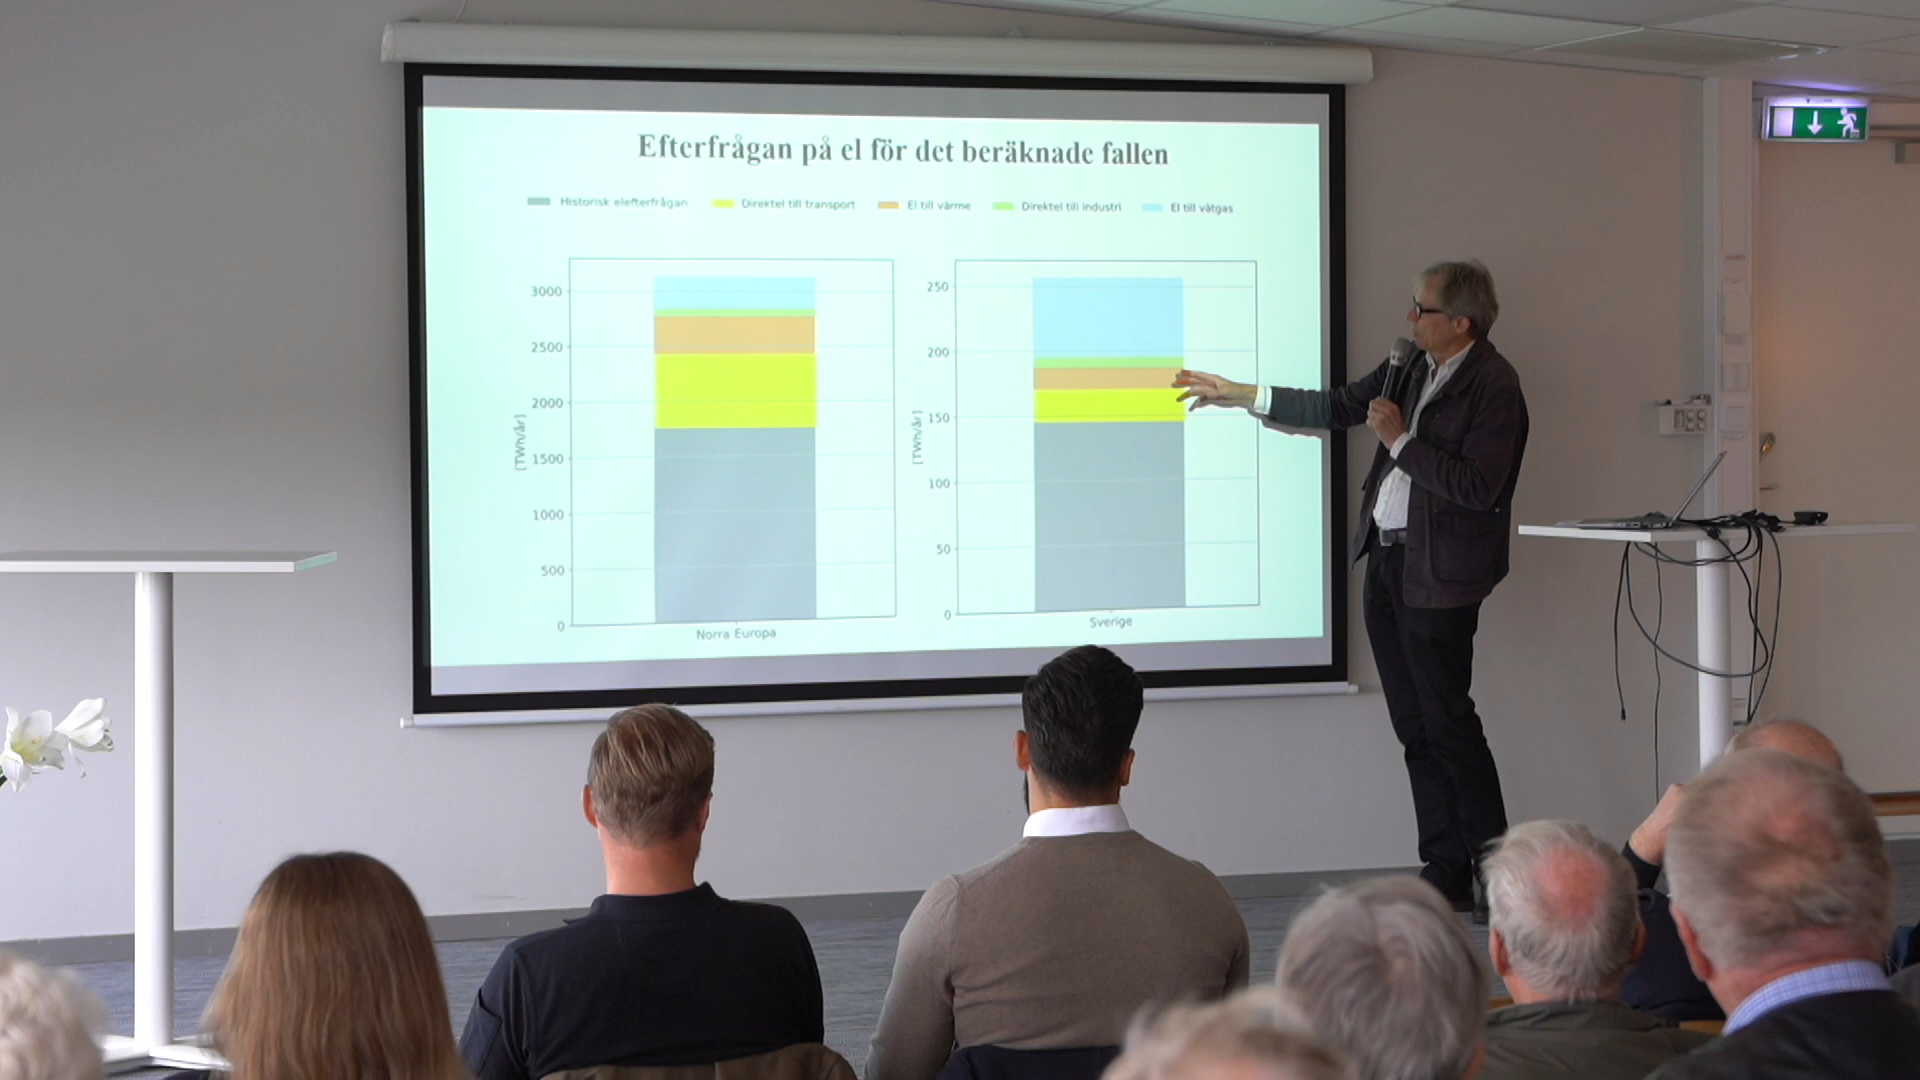 Efterfrågan på el för det beräknade fallen
Historisk elefterfrågan Direktel till transport El till värme Direktel till industri El till vätgas
[TWh/år]
3000
2500
2000
1500
1000
500
0
Norra Europa
[TWh/år]
250
200
150
100
50
0
Sverige